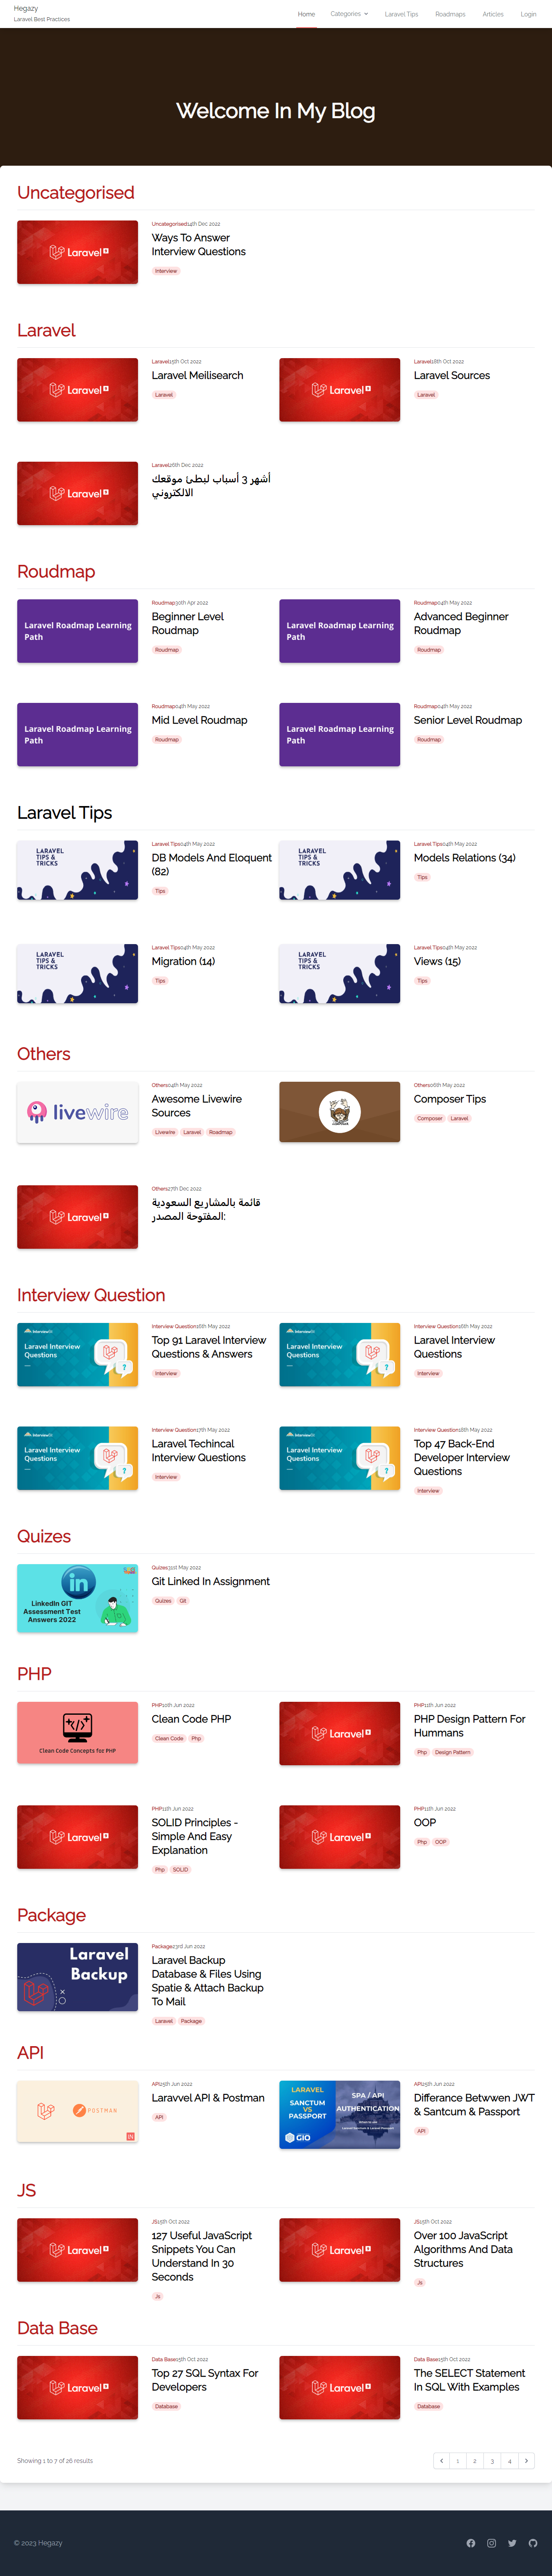 Hegazy
Laravel Best Practices
Home Categories Laravel Tips Roadmaps Articles Login
Welcome In My Blog
Uncategorised
Laravel
Uncategorised14th Dec 2022
Ways To Answer
Interview Questions
Interview
Laravel
Laravel
Laravel15th Oct 2022
Laravel Meilisearch
Laravel
Laravel
Laravel18th Oct 2022
Laravel Sources
Laravel
Laravel
Laravel26th Dec 2022
أشهر 3 أسباب لبطئ موقعك
الالكتروني
Roudmap
Laravel Roadmap Learning
Path
Roudmap30th Apr 2022
Beginner Level
Roudmap
Roudmap
Laravel Roadmap Learning
Path
Roudmap04th May 2022
Advanced Beginner
Roudmap
Roudmap
Laravel Roadmap Learning
Path
Roudmap04th May 2022
Mid Level Roudmap
Roudmap
Laravel Roadmap Learning
Path
Roudmap04th May 2022
Senior Level Roudmap
Roudmap
Laravel Tips
LARAVEL
TIPS &
TRICKS
Laravel Tips04th May 2022
DB Models And Eloquent
(82)
Tips
LARAVEL
TIPS &
TRICKS
Laravel Tips04th May 2022
Models Relations (34)
Tips
LARAVEL
TIPS &
TRICKS
Laravel Tips04th May 2022
Migration (14)
Tips
LARAVEL
TIPS &
TRICKS
Laravel Tips04th May 2022
Views (15)
Tips
Others
livewire
Others04th May 2022
Awesome Livewire
Sources
Livewire Laravel Roadmap
Others06th May 2022
Composer Tips
Composer Laravel
Laravel
Others27th Dec 2022
قائمة بالمشاريع السعودية
المفتوحة المصدر:
Interview Question
Laravel Interview
Questions
Interview Question16th May 2022
Top 91 Laravel Interview
Questions & Answers
Interview
Laravel Interview
Questions
Interview Question16th May 2022
Laravel Interview
Questions
Interview
Laravel Interview
Questions
Interview Question17th May 2022
Laravel Techincal
Interview Questions
Interview
Laravel Interview
Questions
Interview Question18th May 2022
Top 47 Back-End
Developer Interview
Questions
Interview
Quizes
in
LinkedIn GIT
Assessment Test
Answers 2022
Quizes31st May 2022
Git Linked In Assignment
Quizes Git
PHP
Clean Code Concepts for PHP
PHP10th Jun 2022
Clean Code PHP
Clean Code Php
Laravel
PHP11th Jun 2022
PHP Design Pattern For
Hummans
Php Design Pattern
Laravel
PHP11th Jun 2022
SOLID Principles -
Simple And Easy
Explanation
Php SOLID
Laravel
PHP11th Jun 2022
OOP
Php OOP
Package
Laravel
Backup
Package23rd Jun 2022
Laravel Backup
Database & Files Using
Spatie & Attach Backup
To Mail
Laravel Package
API
POSTMAN
API25th Jun 2022
Laravvel API & Postman
API
LARAVEL
SANCTUM
VS
PASSPORT
GIO
SPA / API
AUTHENTICATION
API25th Jun 2022
Differance Betwwen JWT
& Santcum & Passport
API
JS
Laravel
JS15th Oct 2022
127 Useful JavaScript
Snippets You Can
Understand In 30
Seconds
Js
Laravel
JS15th Oct 2022
Over 100 JavaScript
Algorithms And Data
Structures
Js
Data Base
Laravel
Data Base15th Oct 2022
Top 27 SQL Syntax For
Developers
Database
Laravel
Data Base15th Oct 2022
The SELECT Statement
In SQL With Examples
Database
Showing 1 to 7 of 26 results
1 2 3 4
© 2023 Hegazy